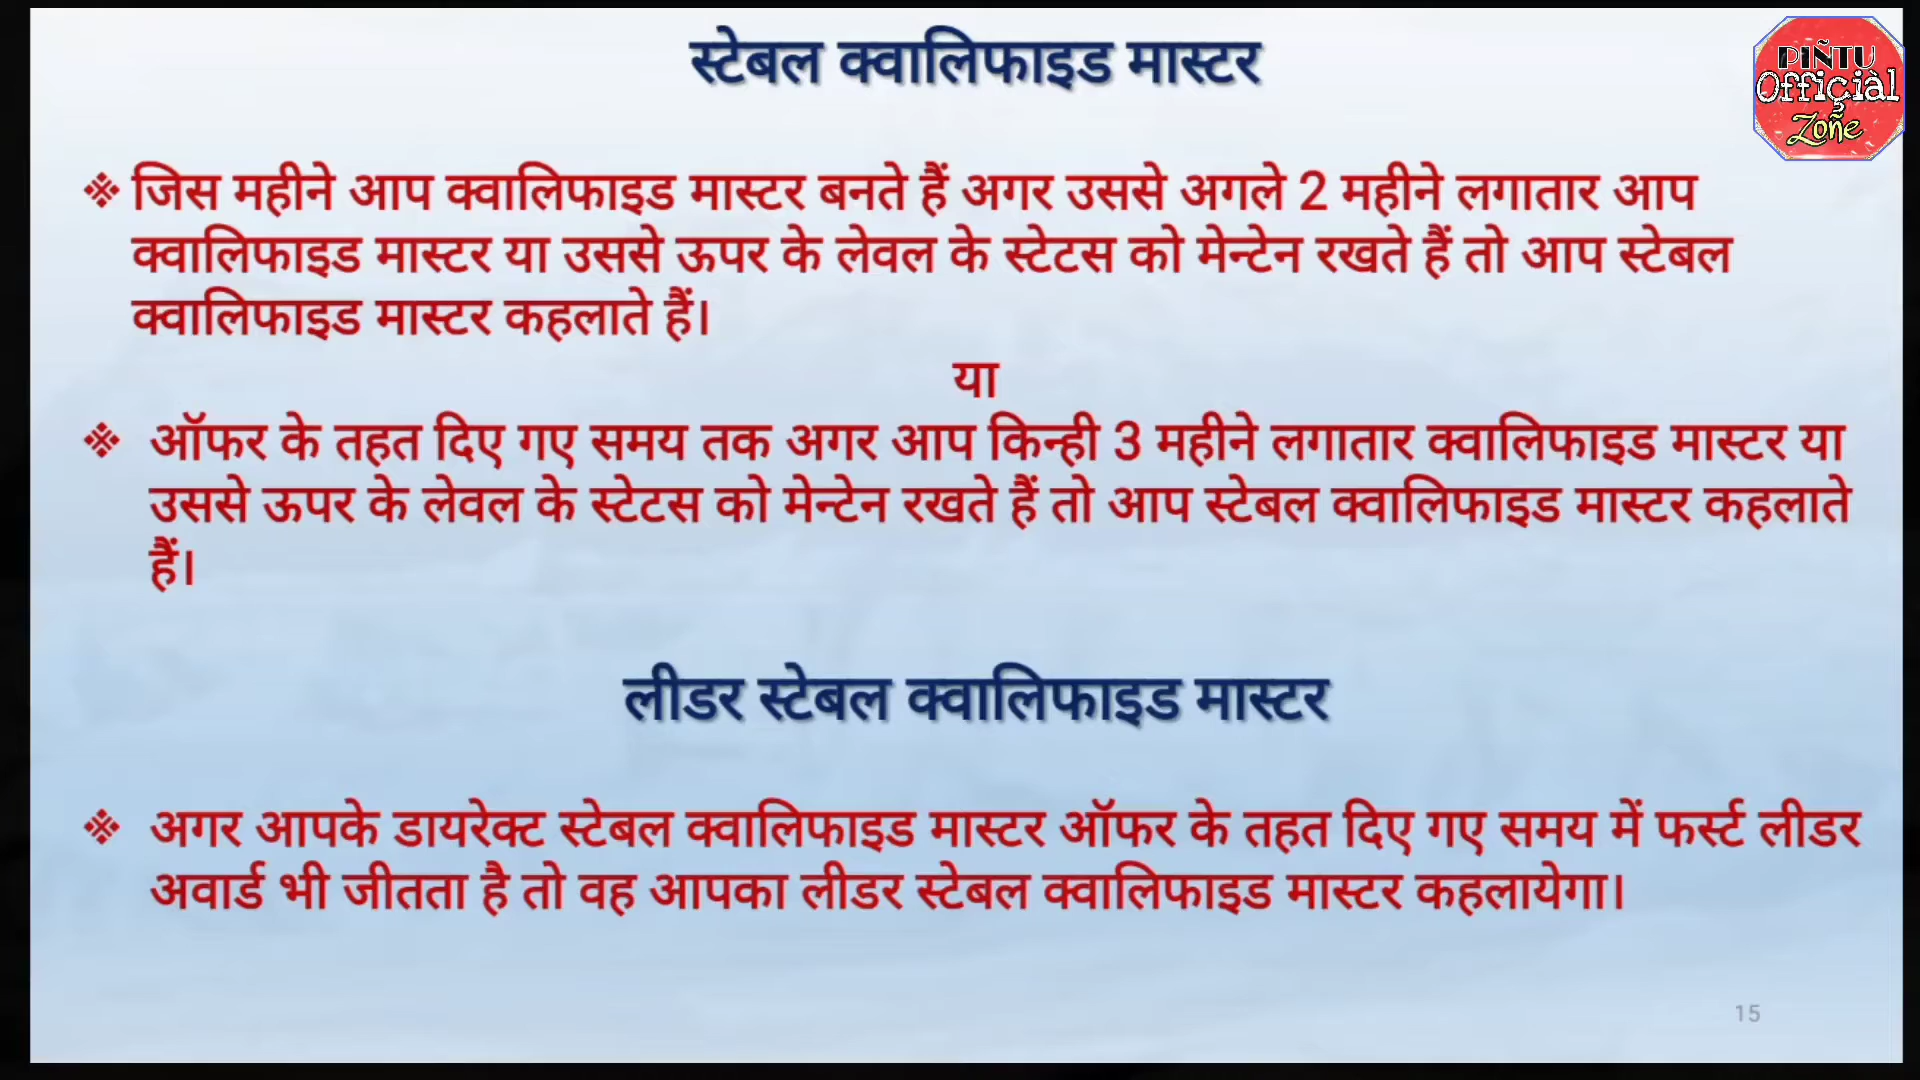 स्टेबल क्वालिफाइड मास्टर
PIÑTU
Officiàl
Zoñe
❖ जिस महीने आप क्वालिफाइड मास्टर बनते हैं अगर उससे अगले 2 महीने लगातार आप
क्वालिफाइड मास्टर या उससे ऊपर के लेवल के स्टेटस को मेन्टेन रखते हैं तो आप स्टेबल
क्वालिफाइड मास्टर कहलाते हैं।
या
❖ ऑफर के तहत दिए गए समय तक अगर आप किन्ही 3 महीने लगातार क्वालिफाइड मास्टर या
उससे ऊपर के लेवल के स्टेटस को मेन्टेन रखते हैं तो आप स्टेबल क्वालिफाइड मास्टर कहलाते
हैं।
लीडर स्टेबल क्वालिफाइड मास्टर
❖ अगर आपके डायरेक्ट स्टेबल क्वालिफाइड मास्टर ऑफर के तहत दिए गए समय में फर्स्ट लीडर
अवार्ड भी जीतता है तो वह आपका लीडर स्टेबल क्वालिफाइड मास्टर कहलायेगा।
15